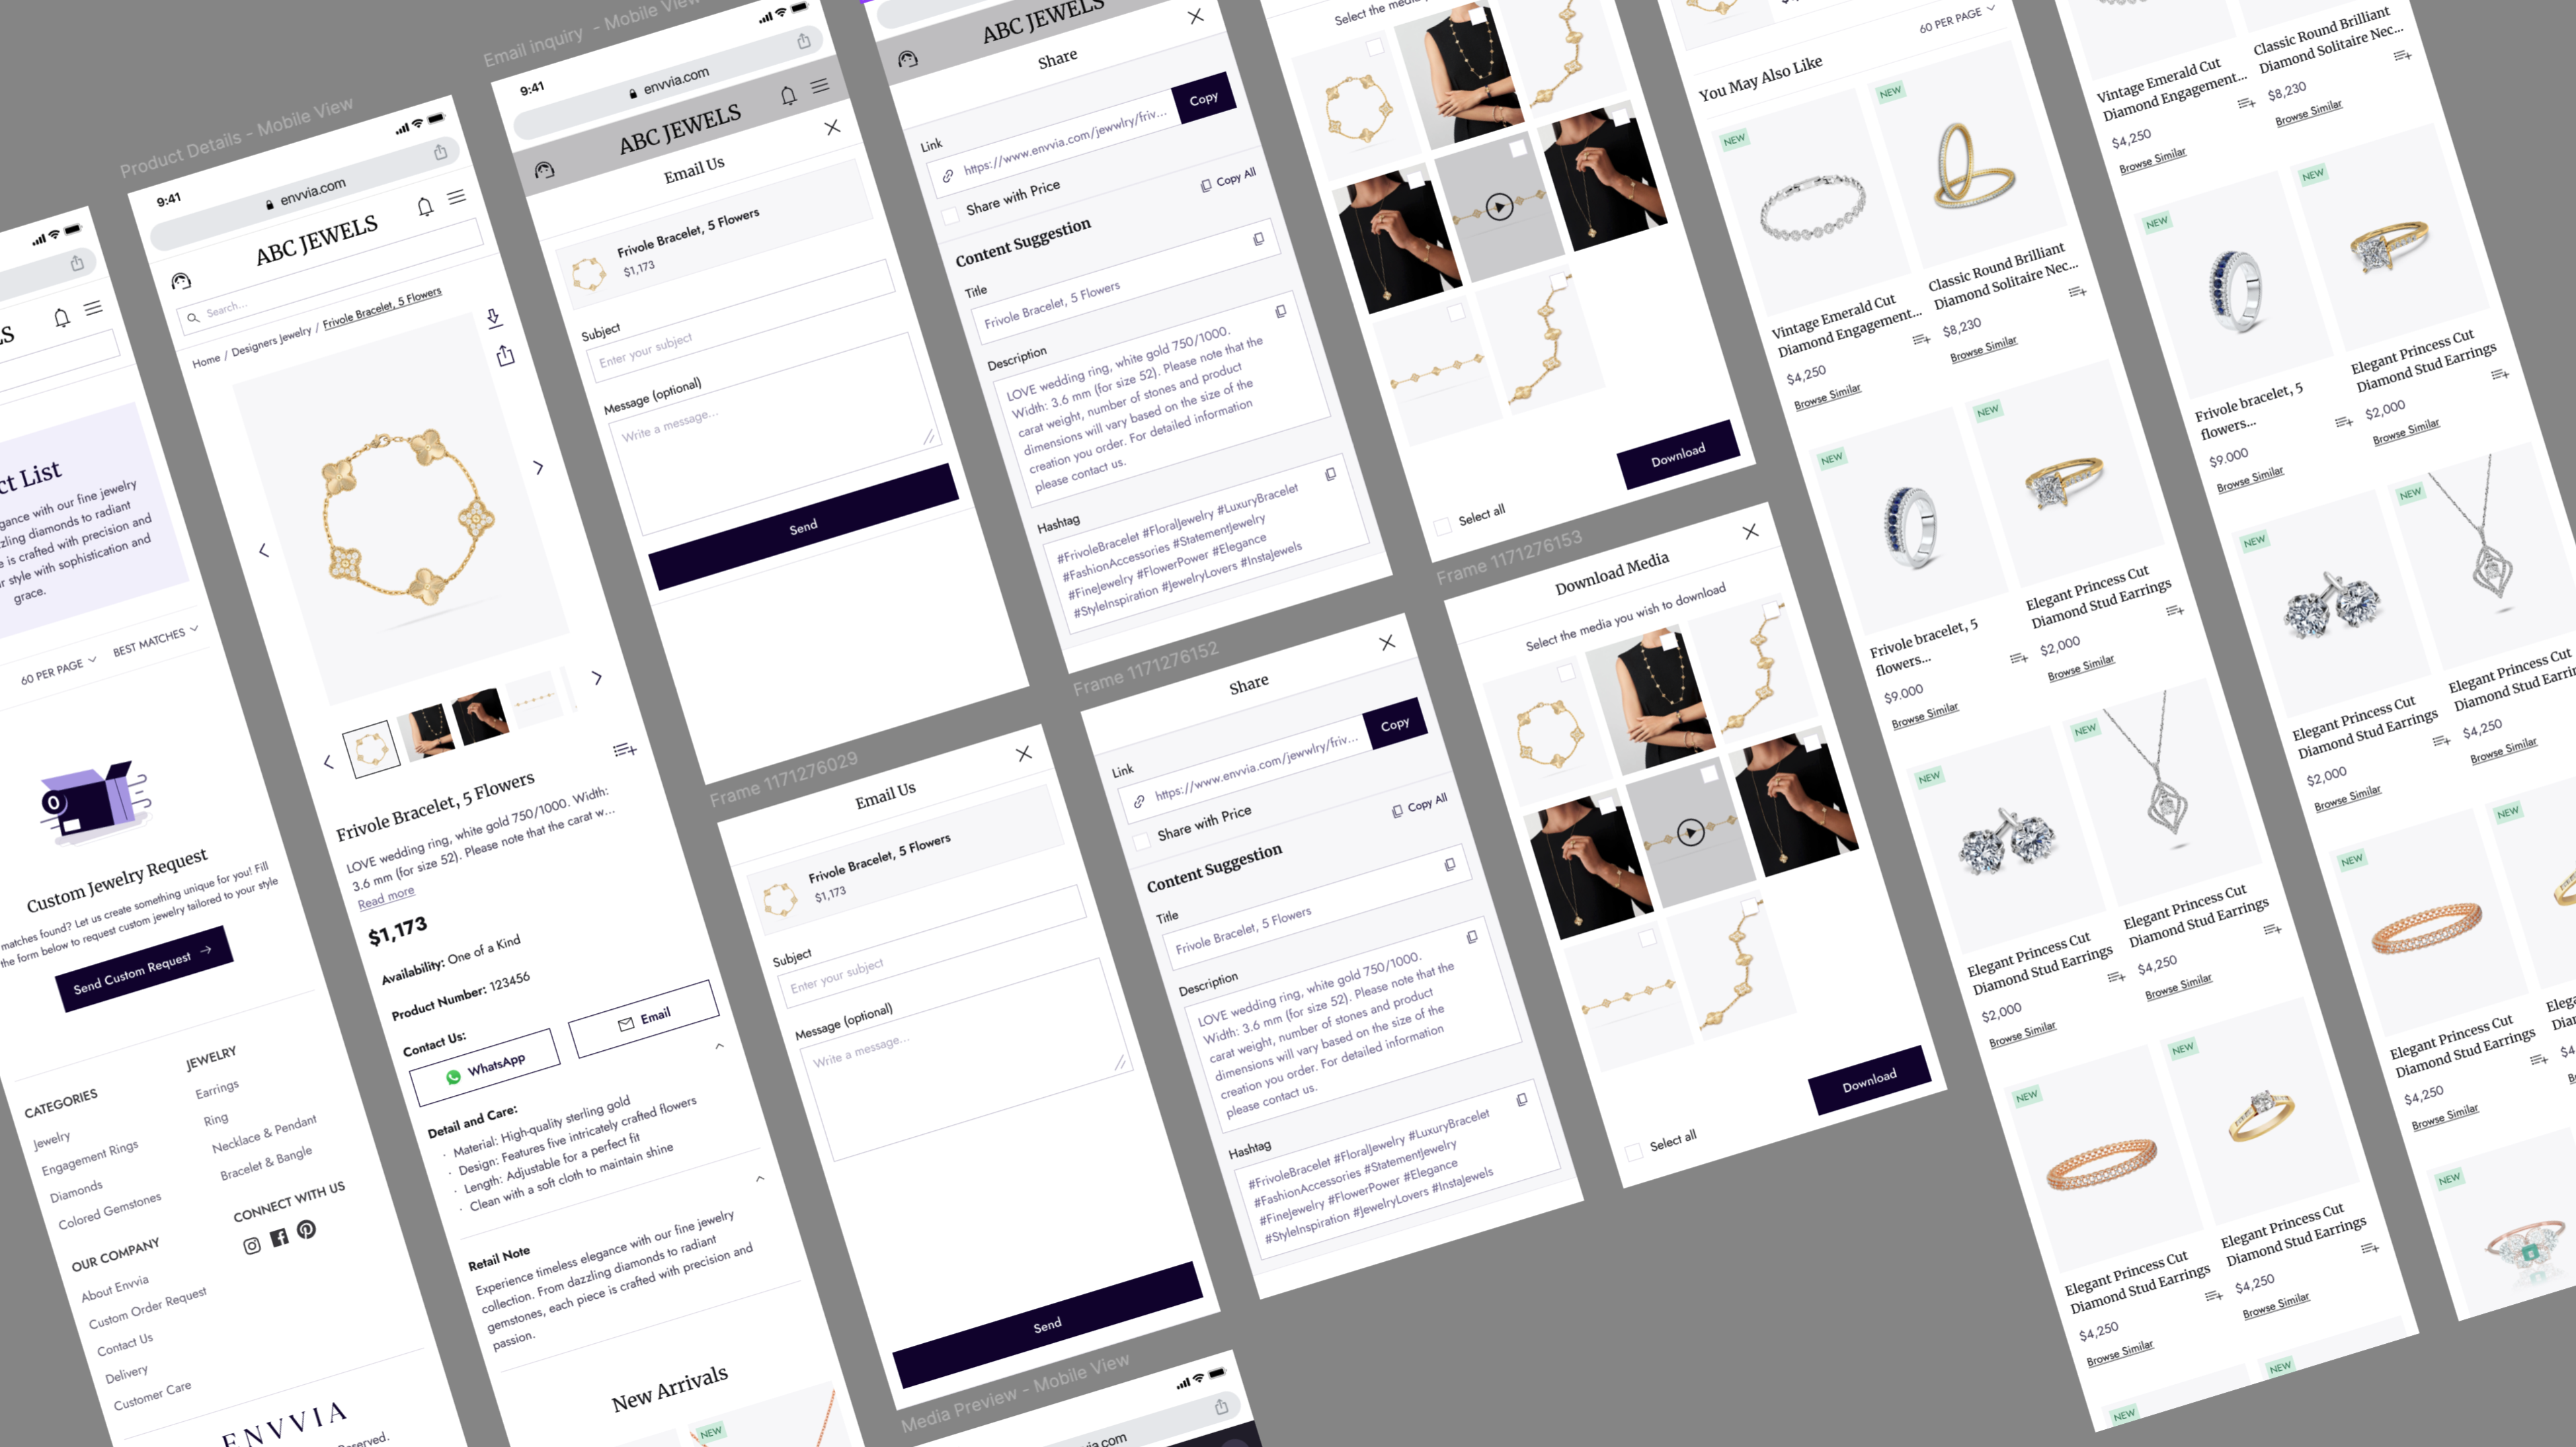 LS
ct List
gance with our fine jewelry
zzling diamonds to radiant
e is crafted with precision and
r style with sophistication and
grace.
60 PER PAGE
BEST MATCHES
Custom Jewelry Request
matches found? Let us create something unique for you! Fill
the form below to request custom jewelry tailored to your style
Send Custom Request
CATEGORIES
Jewelry
Engagement Rings
Diamonds
Colored Gemstones
OUR COMPANY
About Envvia
Custom Order Request
Contact Us
Delivery
Customer Care
JEWELRY
Earrings
Ring
Necklace & Pendant
Bracelet & Bangle
CONNECT WITH US
ENVVIA
Reserved.
Product Details - Mobile View
9:41
envvia.com
ABC JEWELS
Search...
Home / Designers Jewelry / Frivole Bracelet, 5 Flowers
Frivole Bracelet, 5 Flowers
LOVE wedding ring, white gold 750/1000. Width:
3.6 mm (for size 52). Please note that the carat w...
Read more
$1,173
Availability: One of a Kind
Product Number: 123456
Contact Us:
WhatsApp
Email
Detail and Care:
· Material: High-quality sterling gold
· Design: Features five intricately crafted flowers
· Length: Adjustable for a perfect fit
· Clean with a soft cloth to maintain shine
Retail Note
Experience timeless elegance with our fine jewelry
collection. From dazzling diamonds to radiant
gemstones, each piece is crafted with precision and
passion.
New Arrivals
NEW
Email inquiry - Mobile View
9:41
envvia.com
ABC JEWELS
Email Us
Frivole Bracelet, 5 Flowers
$1,173
Subject
Enter your subject
Message (optional)
Write a message...
Send
Frame 1171276029
Email Us
Frivole Bracelet, 5 Flowers
$1,173
Subject
Enter your subject
Message (optional)
Write a message...
Send
Media Preview - Mobile View
via.com
ABC JEWELS
Share
Link
https://www.envvia.com/jewwlry/friv...
Copy
Share with Price
Copy All
Content Suggestion
Title
Frivole Bracelet, 5 Flowers
Description
LOVE wedding ring, white gold 750/1000.
Width: 3.6 mm (for size 52). Please note that the
carat weight, number of stones and product
dimensions will vary based on the size of the
creation you order. For detailed information
please contact us.
Hashtag
#FrivoleBracelet #FloralJewelry #LuxuryBracelet
#FashionAccessories #StatementJewelry
#FineJewelry #FlowerPower #Elegance
#StyleInspiration #JewelryLovers #InstaJewels
Frame 1171276152
Share
Link
https://www.envvia.com/jewwlry/friv...
Copy
Share with Price
Copy All
Content Suggestion
Title
Frivole Bracelet, 5 Flowers
Description
LOVE wedding ring, white gold 750/1000.
Width: 3.6 mm (for size 52). Please note that the
carat weight, number of stones and product
dimensions will vary based on the size of the
creation you order. For detailed information
please contact us.
Hashtag
#FrivoleBracelet #FloralJewelry #LuxuryBracelet
#FashionAccessories #StatementJewelry
#FineJewelry #FlowerPower #Elegance
#StyleInspiration #JewelryLovers #InstaJewels
Select the media
Select all
Download
Frame 1171276153
Download Media
Select the media you wish to download
Select all
Download
60 PER PAGE
You May Also Like
NEW
NEW
Vintage Emerald Cut
Diamond Engagement...
$4,250
Browse Similar
Classic Round Brilliant
Diamond Solitaire Nec...
$8,230
Browse Similar
NEW
NEW
Frivole bracelet, 5
flowers...
$9.000
Browse Similar
Elegant Princess Cut
Diamond Stud Earrings
$2,000
Browse Similar
NEW
NEW
Elegant Princess Cut
Diamond Stud Earrings
$2,000
Browse Similar
Elegant Princess Cut
Diamond Stud Earrings
$4,250
Browse Similar
NEW
NEW
Elegant Princess Cut
Diamond Stud Earrings
$4,250
Browse Similar
Elegant Princess Cut
Diamond Stud Earrings
$4,250
Browse Similar
NEW
NEW
Vintage Emerald Cut
Diamond Engagement...
$4,250
Browse Similar
Classic Round Brilliant
Diamond Solitaire Nec...
$8,230
Browse Similar
NEW
NEW
Frivole bracelet, 5
flowers...
$9.000
Browse Similar
Elegant Princess Cut
Diamond Stud Earrings
$2,000
Browse Similar
NEW
NEW
Elegant Princess Cut
Diamond Stud Earrings
$2,000
Browse Similar
Elegant Princess Cut
Diamond Stud Earrin
$4,250
Browse Similar
NEW
NEW
Elegant Princess Cut
Diamond Stud Earrings
$4,250
Browse Similar
Elega
Diam
$4
NEW